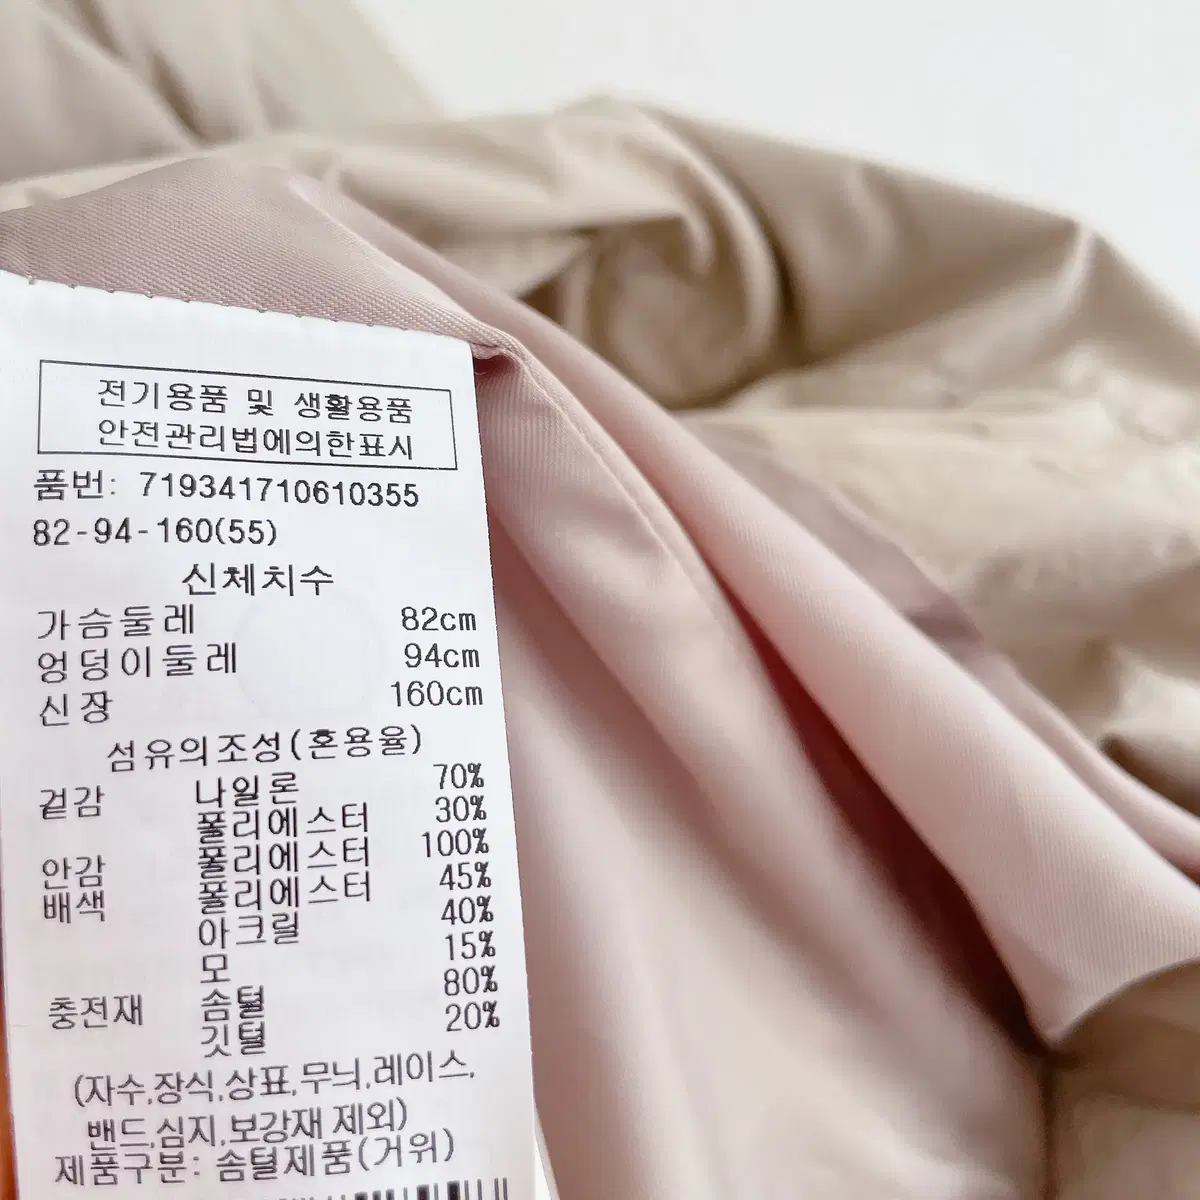 전기용품 및 생활용품
안전관리법에의한표시
품번: 719341710610355
82-94-160(55)
신체치수
가슴둘레 82cm
엉덩이둘레 94cm
신장 160cm
섬유의조성(혼용율)
겉감 나일론 70%
폴리에스터 30%
안감 폴리에스터 100%
배색 폴리에스터 45%
아크릴 40%
모 15%
충전재 솜털 80%
깃털 20%
(자수,장식,상표,무늬,레이스,
밴드,심지,보강재 제외)
제품구분: 솜털제품(거위)